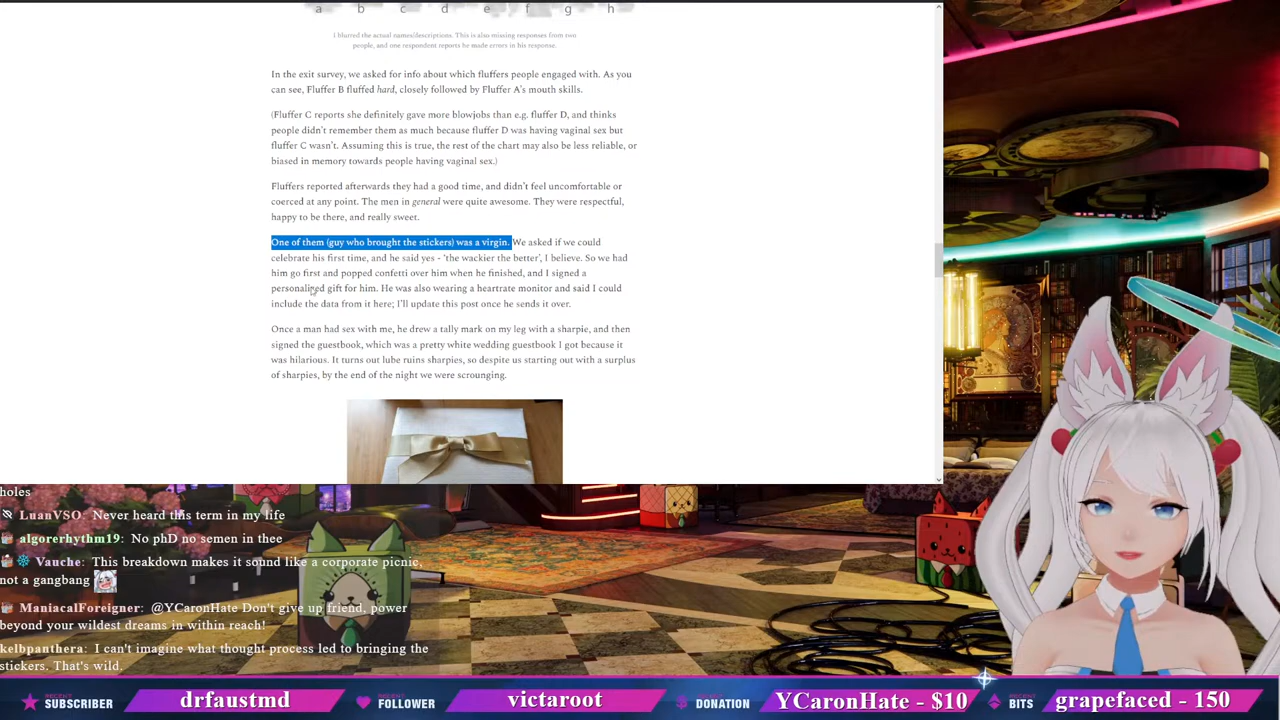 a b c d e f g h
I blurred the actual names/descriptions. This is also missing responses from two
people, and one respondent reports he made errors in his response.
In the exit survey, we asked for info about which fluffers people engaged with. As you
can see, Fluffer B fluffed hard, closely followed by Fluffer A's mouth skills.
(Fluffer C reports she definitely gave more blowjobs than e.g. fluffer D, and thinks
people didn't remember them as much because fluffer D was having vaginal sex but
fluffer C wasn't. Assuming this is true, the rest of the chart may also be less reliable, or
biased in memory towards people having vaginal sex.)
Fluffers reported afterwards they had a good time, and didn't feel uncomfortable or
coerced at any point. The men in general were quite awesome. They were respectful,
happy to be there, and really sweet.
One of them (guy who brought the stickers) was a virgin. We asked if we could
celebrate his first time, and he said yes - 'the wackier the better', I believe. So we had
him go first and popped confetti over him when he finished, and I signed a
personalized gift for him. He was also wearing a heartrate monitor and said I could
include the data from it here; I'll update this post once he sends it over.
Once a man had sex with me, he drew a tally mark on my leg with a sharpie, and then
signed the guestbook, which was a pretty white wedding guestbook I got because it
was hilarious. It turns out lube ruins sharpies, so despite us starting out with a surplus
of sharpies, by the end of the night we were scrounging.
holes
LuanVSO: Never heard this term in my life
algorerhythm19: No phD no semen in thee
Vauche: This breakdown makes it sound like a corporate picnic,
not a gangbang
ManiacalForeigner: @YCaronHate Don't give up friend, power
beyond your wildest dreams in within reach!
kelbpanthera: I can't imagine what thought process led to bringing the
stickers. That's wild.
RECENT SUBSCRIBER drfaustmd RECENT FOLLOWER victaroot RECENT DONATION YCaronHate - $10 RECENT BITS grapefaced - 150